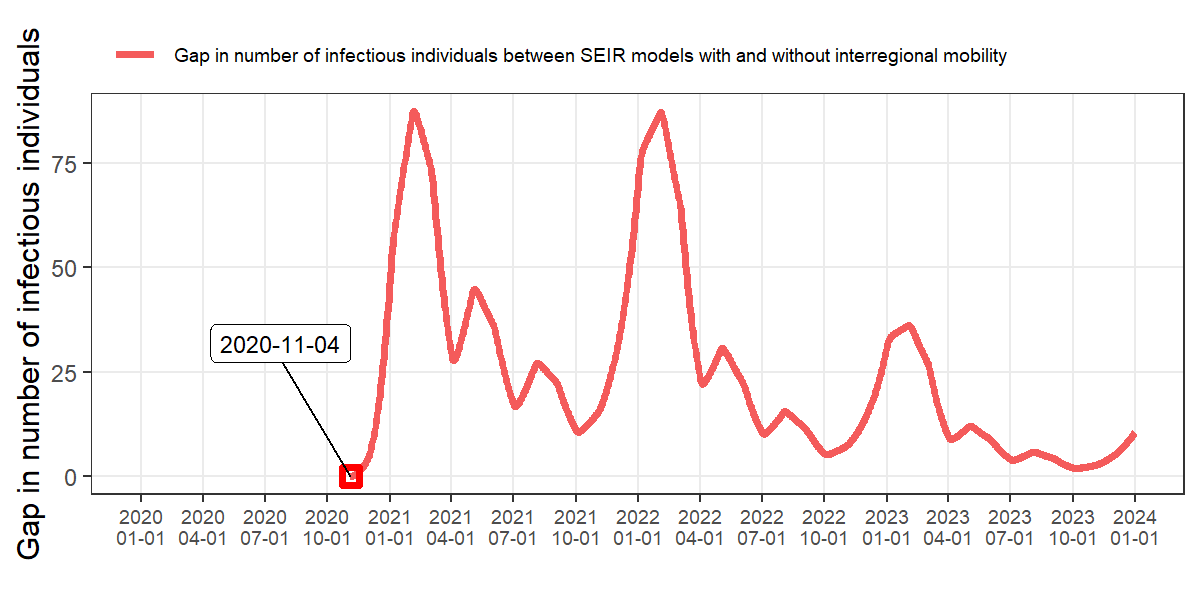 Gap in number of infectious individuals between SEIR models with and without interregional mobility
Gap in number of infectious individuals
75
50
25
0
2020-11-04
2020 2020 2020 2020 2021 2021 2021 2021 2022 2022 2022 2022 2023 2023 2023 2023 2024
01-01 04-01 07-01 10-01 01-01 04-01 07-01 10-01 01-01 04-01 07-01 10-01 01-01 04-01 07-01 10-01 01-01